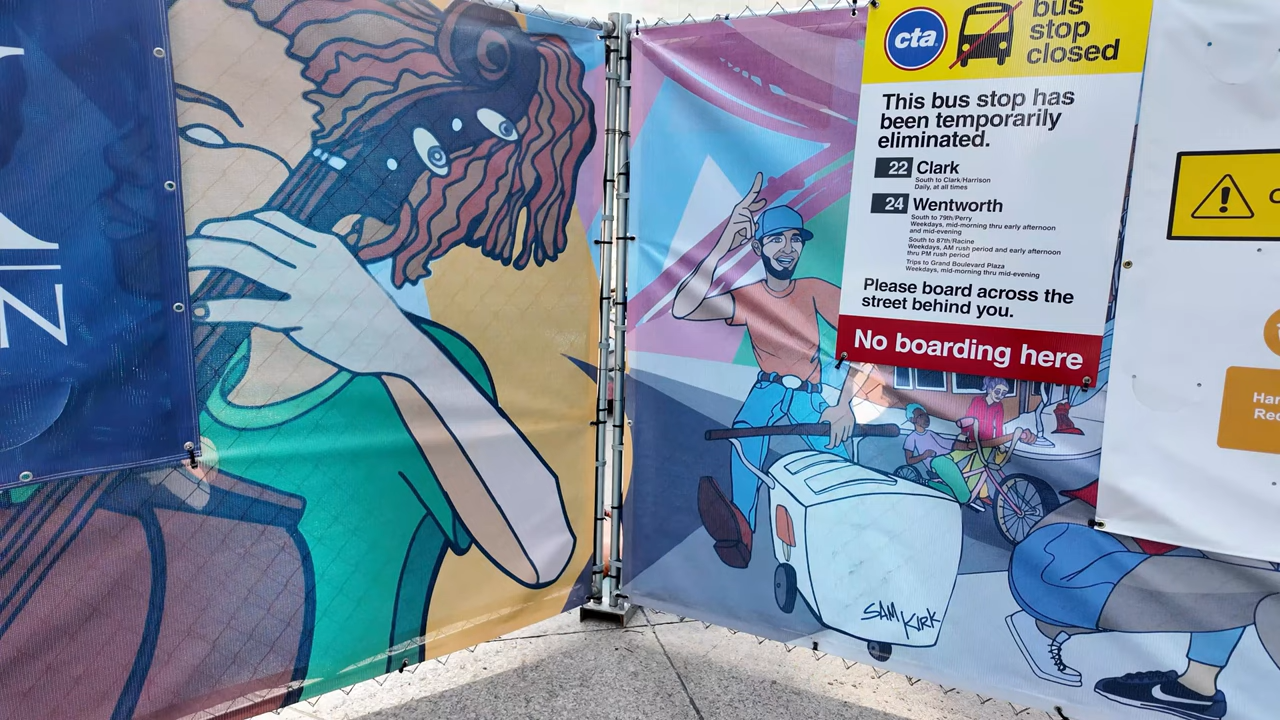 N
cta
bus
stop
closed
This bus stop has
been temporarily
eliminated.
22 Clark
South to Clark/Harrison
Daily, at all times
24 Wentworth
South to 79th/Perry
Weekdays, mid-morning thru early afternoon
and mid-evening
South to 87th/Racine
Weekdays, AM rush period and early afternoon
thru PM rush period
Trips to Grand Boulevard Plaza
Weekdays, mid-morning thru mid-evening
Please board across the
street behind you.
No boarding here
Har
Rec
SAM KIRK